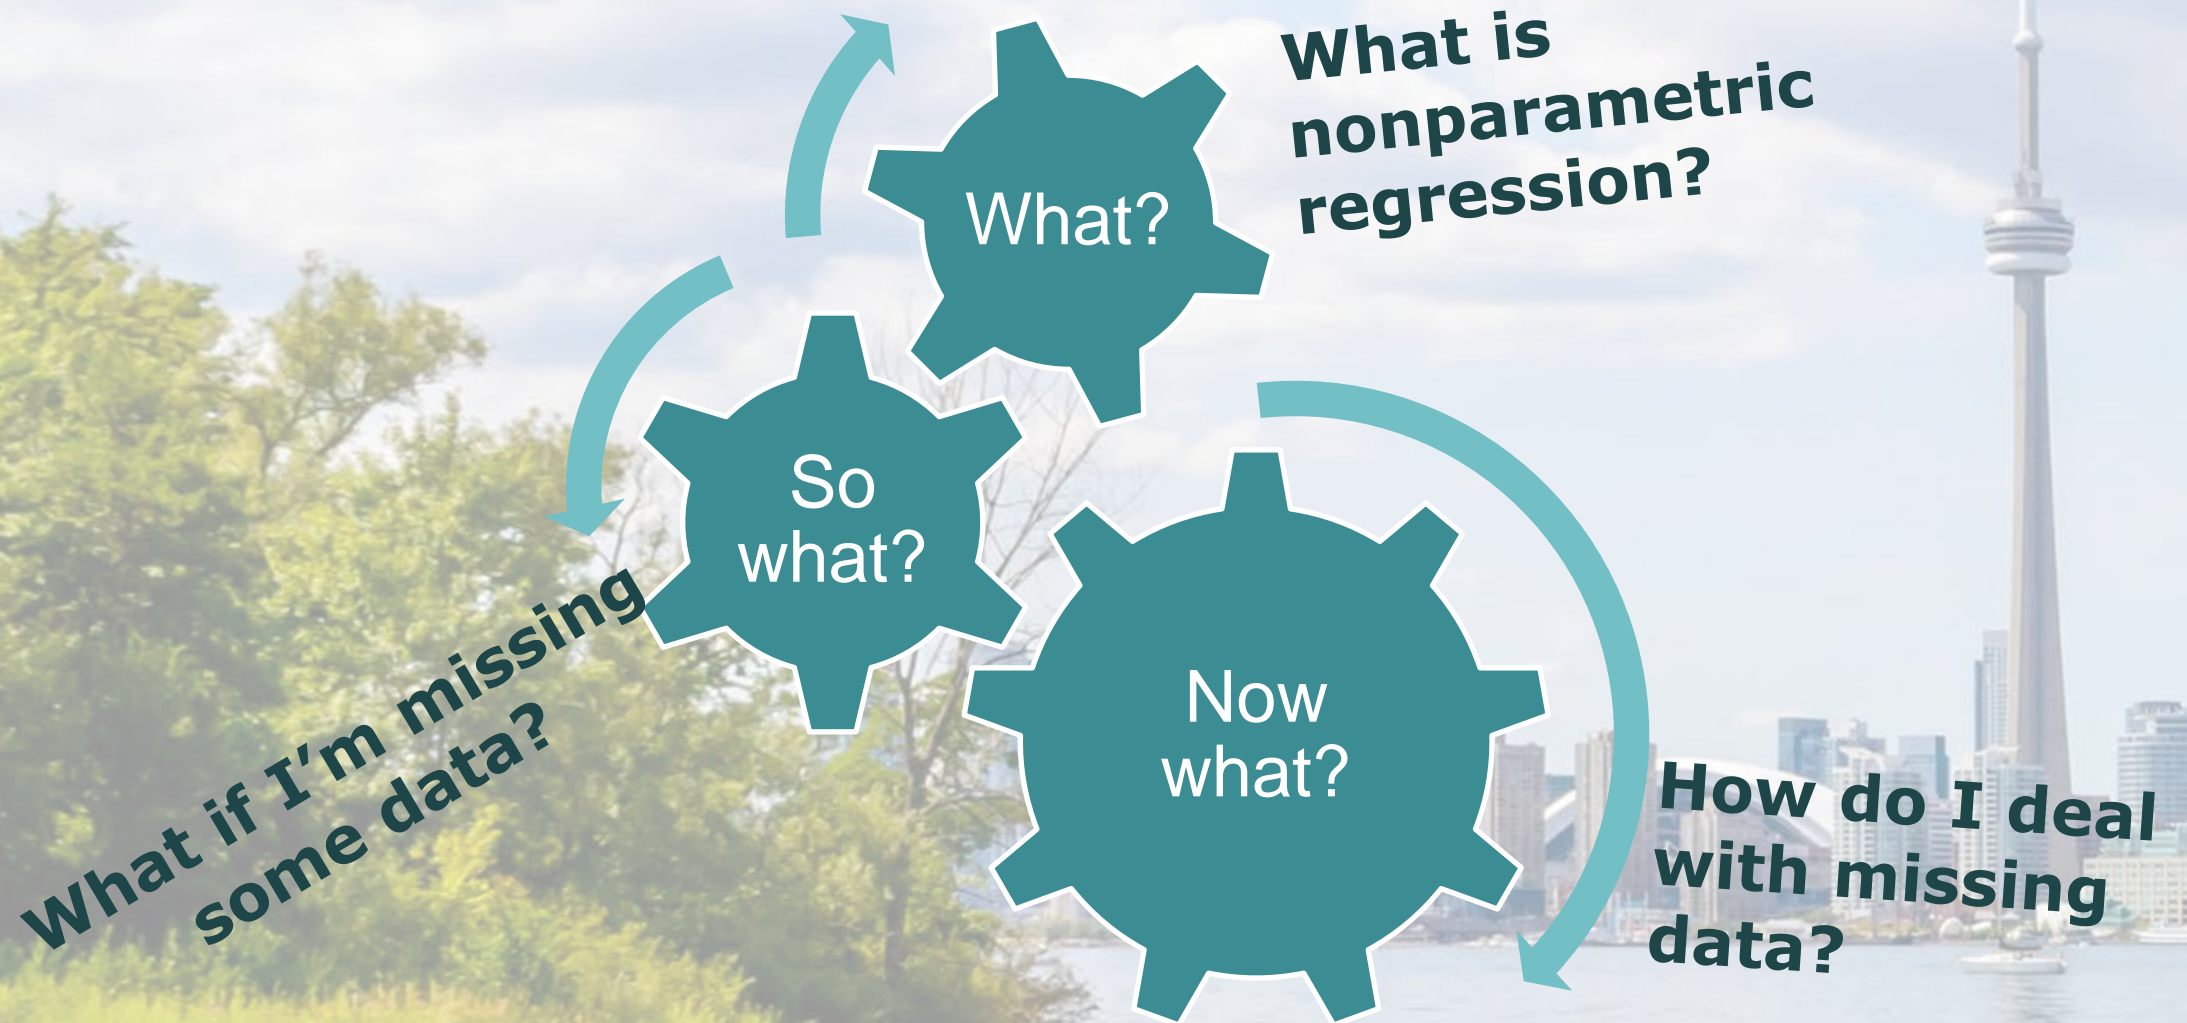 What is
nonparametric
regression?
What?
So
what?
What if I’m missing
some data?
Now
what?
How do I deal
with missing
data?